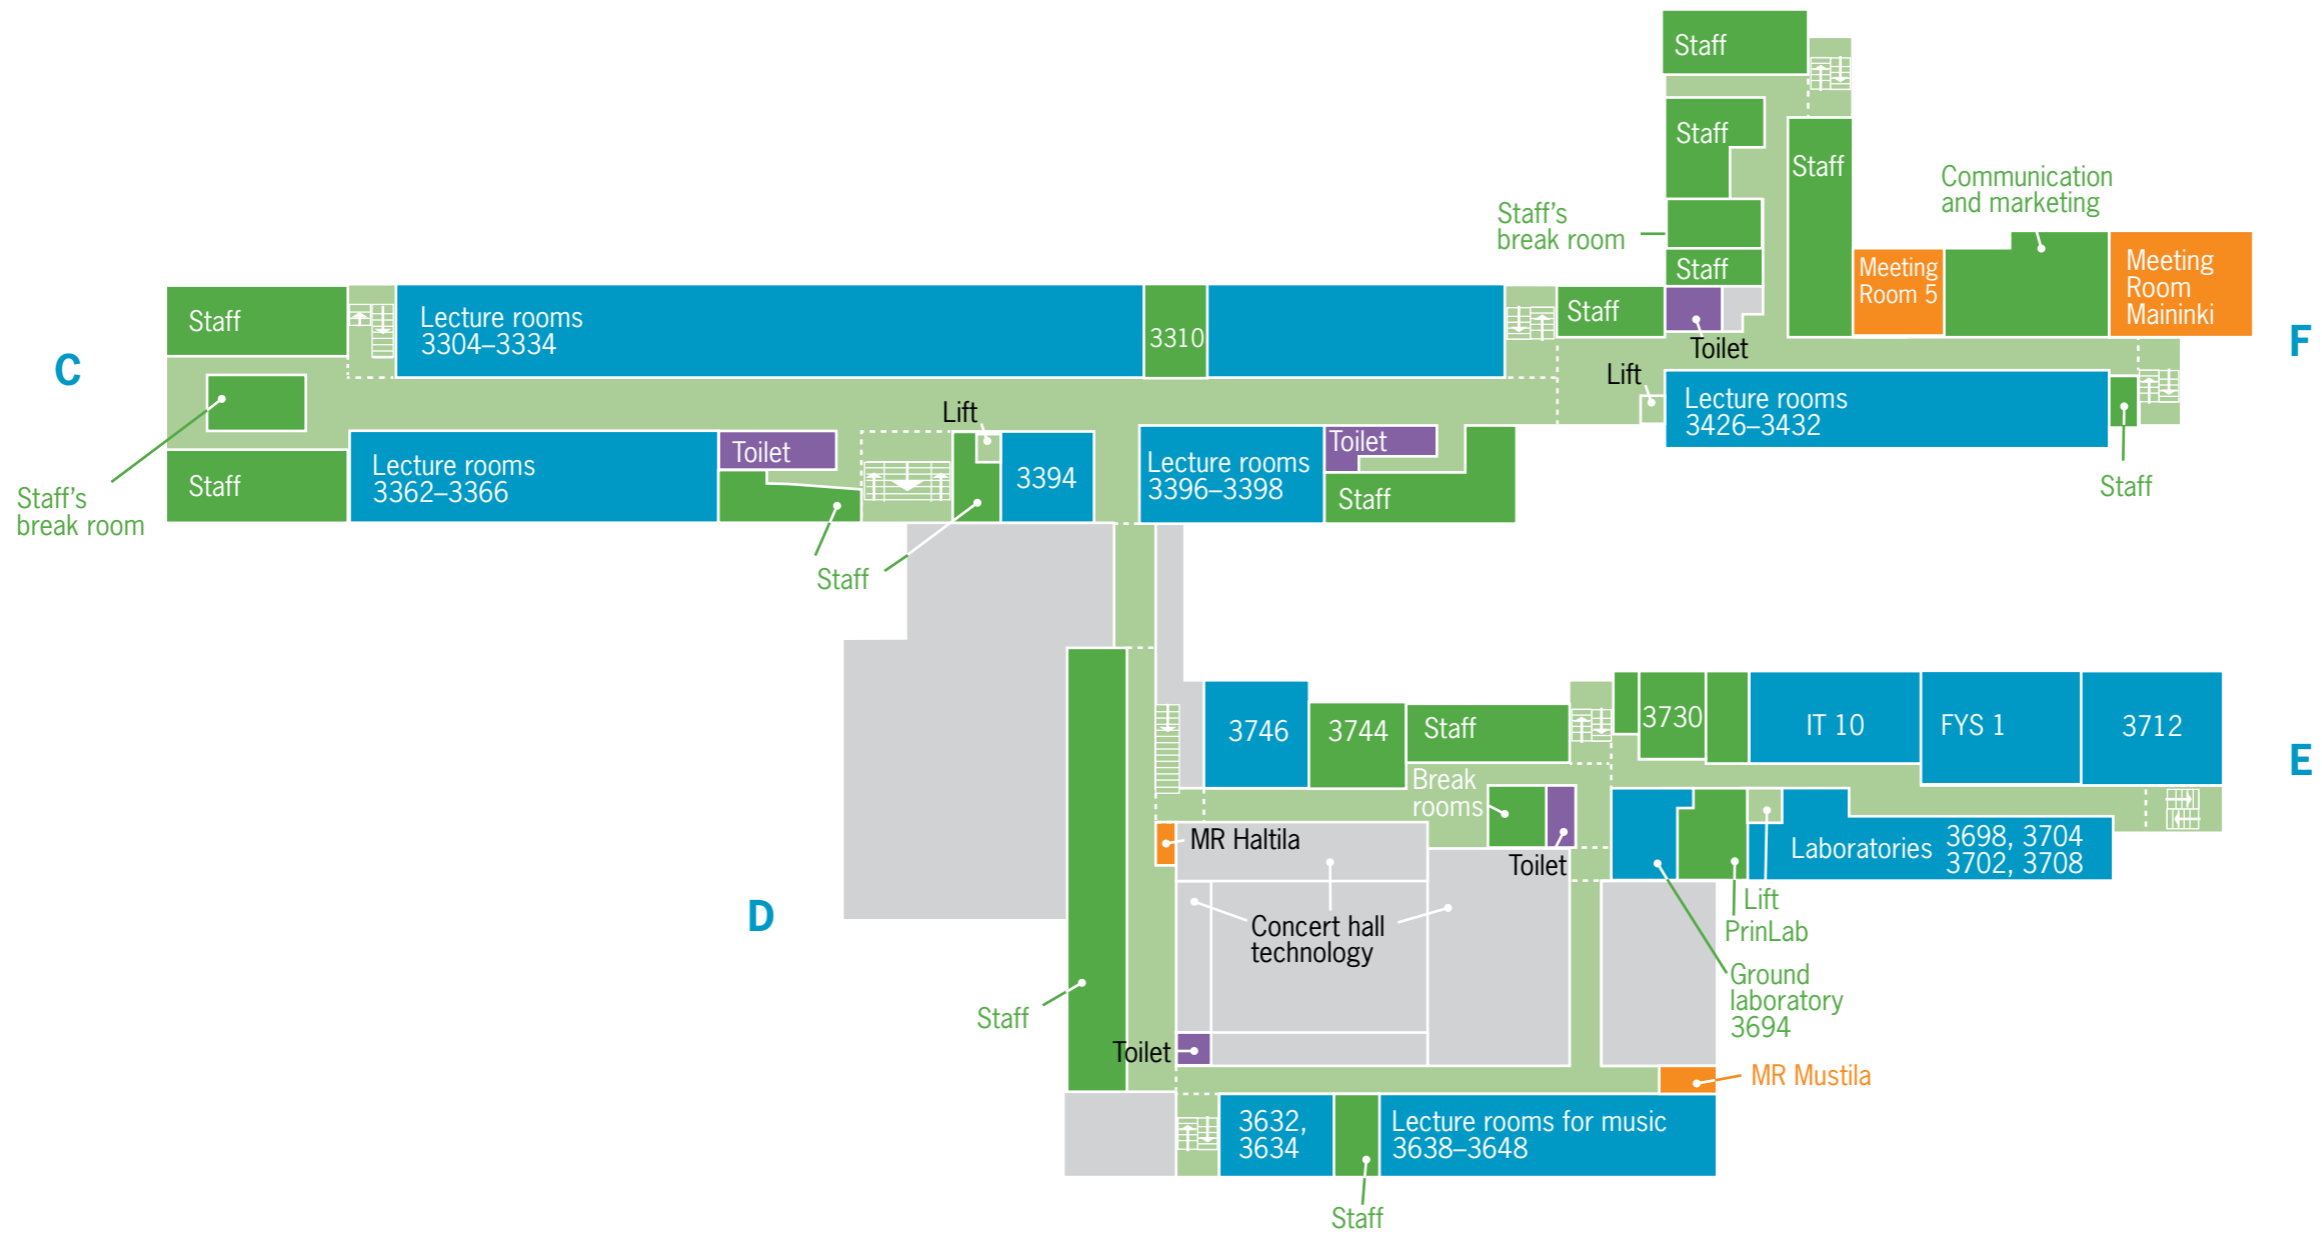 Staff
Staff
Staff
Communication
and marketing
Staff's
break room
Staff
Meeting
Room 5
Meeting
Room
Maininki
Staff
Toilet
Staff
Lecture rooms
3304–3334
3310
F
C
Lift
Lecture rooms
3426–3432
Staff
Lift
Toilet
Lecture rooms
3362–3366
3394
Lecture rooms
3396–3398
Toilet
Staff
Staff
Staff's
break room
Staff
3746
3744
Staff
3730
IT 10
FYS 1
3712
E
Break
rooms
MR Haltila
Toilet
Laboratories
3698, 3704
3702, 3708
Lift
PrinLab
D
Concert hall
technology
Ground
laboratory
3694
Staff
Toilet
MR Mustila
3632,
3634
Lecture rooms for music
3638–3648
Staff